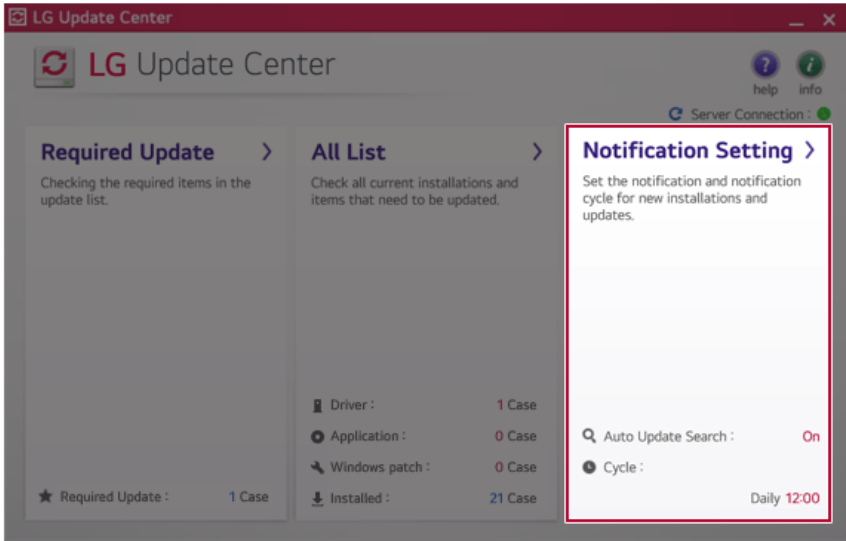 LG Update Center
LG Update Center
help
info
Server Connection :
Required Update
Checking the required items in the
update list.
Required Update : 1 Case
All List
Check all current installations and
items that need to be updated.
Driver : 1 Case
Application : 0 Case
Windows patch : 0 Case
Installed : 21 Case
Notification Setting
Set the notification and notification
cycle for new installations and
updates.
Auto Update Search : On
Cycle :
Daily 12:00